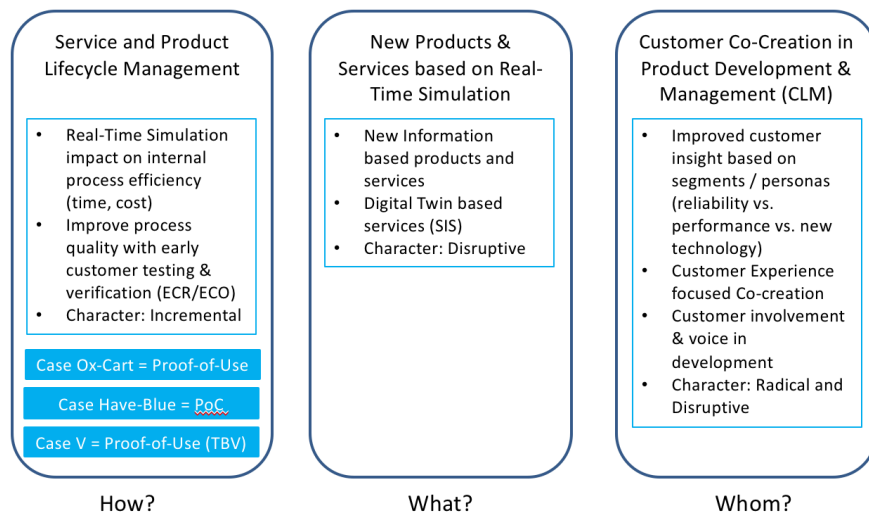 Service and Product
Lifecycle Management
• Real-Time Simulation
impact on internal
process efficiency
(time, cost)
• Improve process
quality with early
customer testing &
verification (ECR/ECO)
• Character: Incremental
Case Ox-Cart = Proof-of-Use
Case Have-Blue = PoC
Case V = Proof-of-Use (TBV)
How?
New Products &
Services based on Real-
Time Simulation
• New Information
based products and
services
• Digital Twin based
services (SIS)
• Character: Disruptive
What?
Customer Co-Creation in
Product Development &
Management (CLM)
• Improved customer
insight based on
segments / personas
(reliability vs.
performance vs. new
technology)
• Customer Experience
focused Co-creation
• Customer involvement
& voice in
development
• Character: Radical and
Disruptive
Whom?